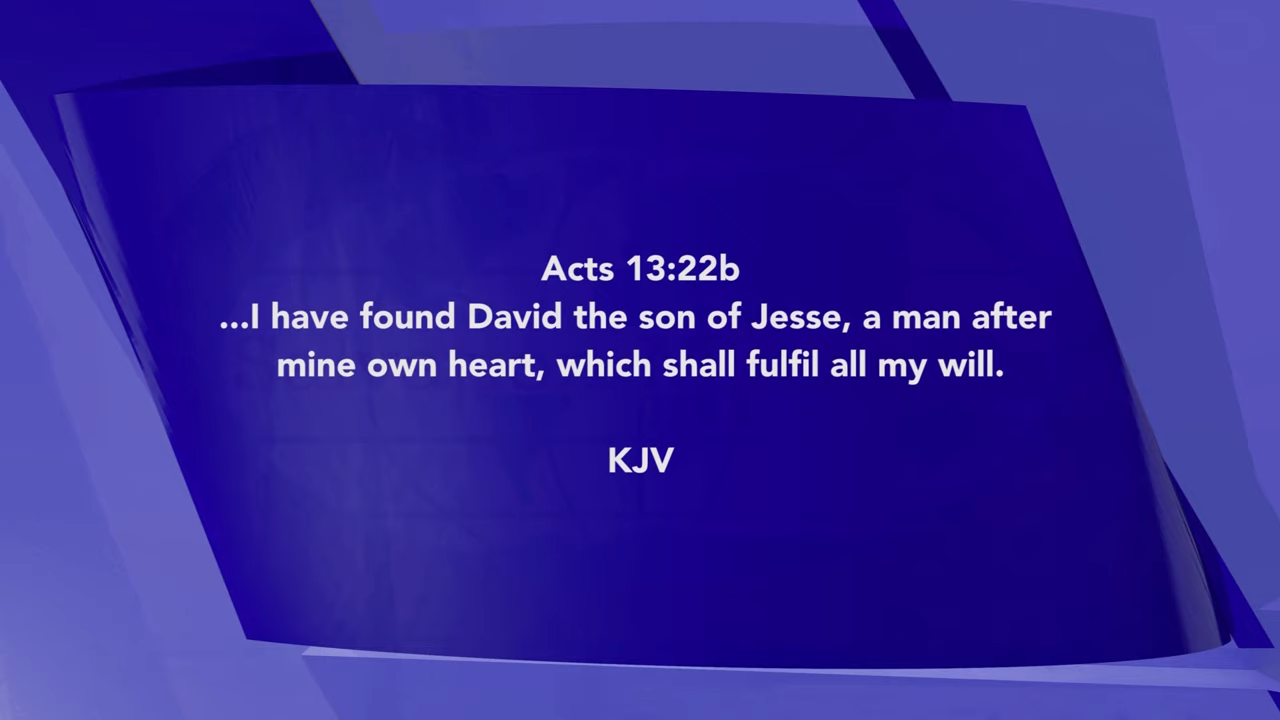 Acts 13:22b
...I have found David the son of Jesse, a man after
mine own heart, which shall fulfil all my will.
KJV